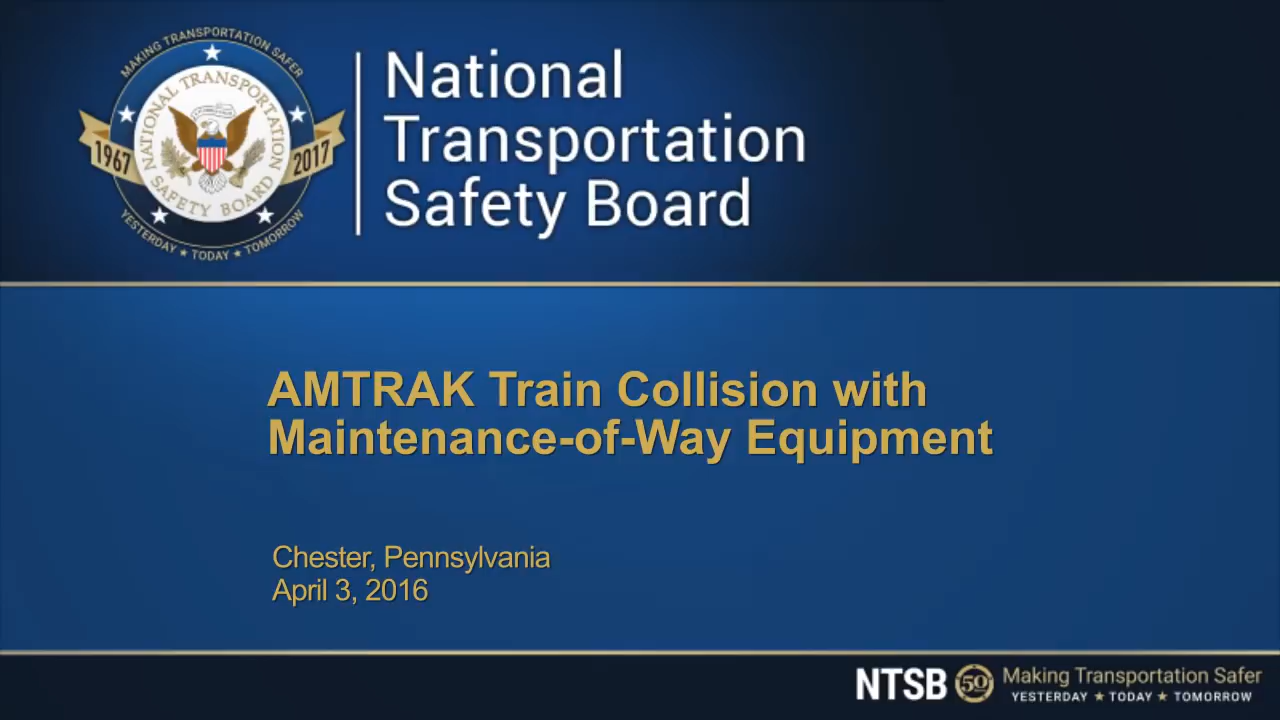 MAKING TRANSPORTATION SAFER
NATIONAL TRANSPORTATION SAFETY BOARD
1967
2017
YESTERDAY ★ TODAY ★ TOMORROW
National
Transportation
Safety Board
AMTRAK Train Collision with
Maintenance-of-Way Equipment
Chester, Pennsylvania
April 3, 2016
NTSB 50 Making Transportation Safer
YESTERDAY ★ TODAY ★ TOMORROW